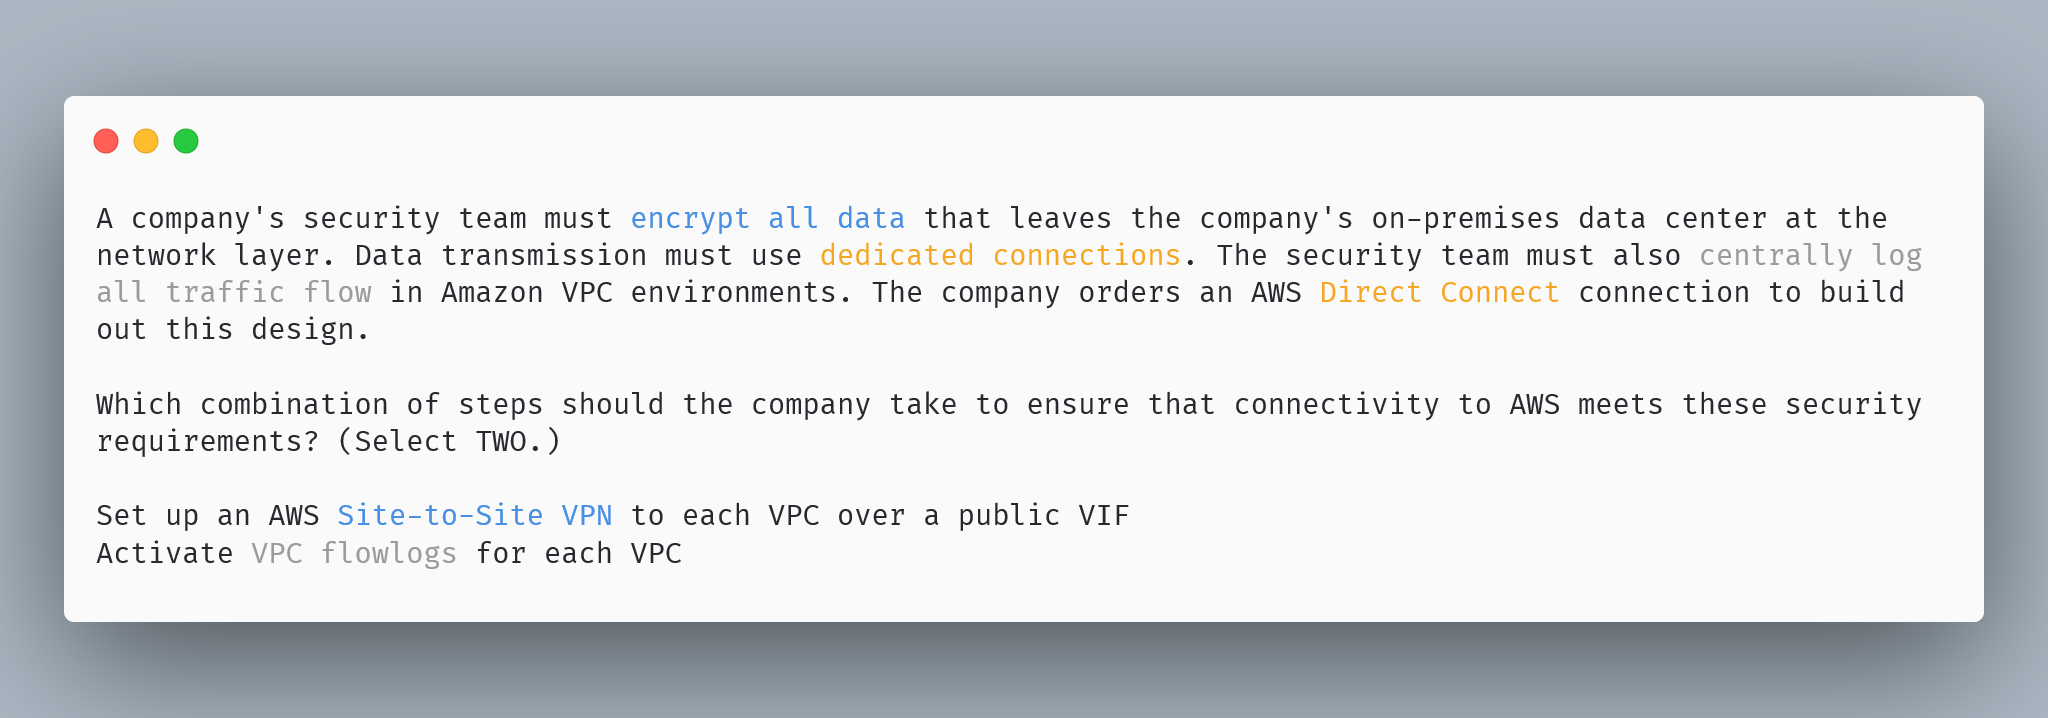 A company's security team must encrypt all data that leaves the company's on-premises data center at the
network layer. Data transmission must use dedicated connections. The security team must also centrally log
all traffic flow in Amazon VPC environments. The company orders an AWS Direct Connect connection to build
out this design.
Which combination of steps should the company take to ensure that connectivity to AWS meets these security
requirements? (Select TWO.)
Set up an AWS Site-to-Site VPN to each VPC over a public VIF
Activate VPC flowlogs for each VPC